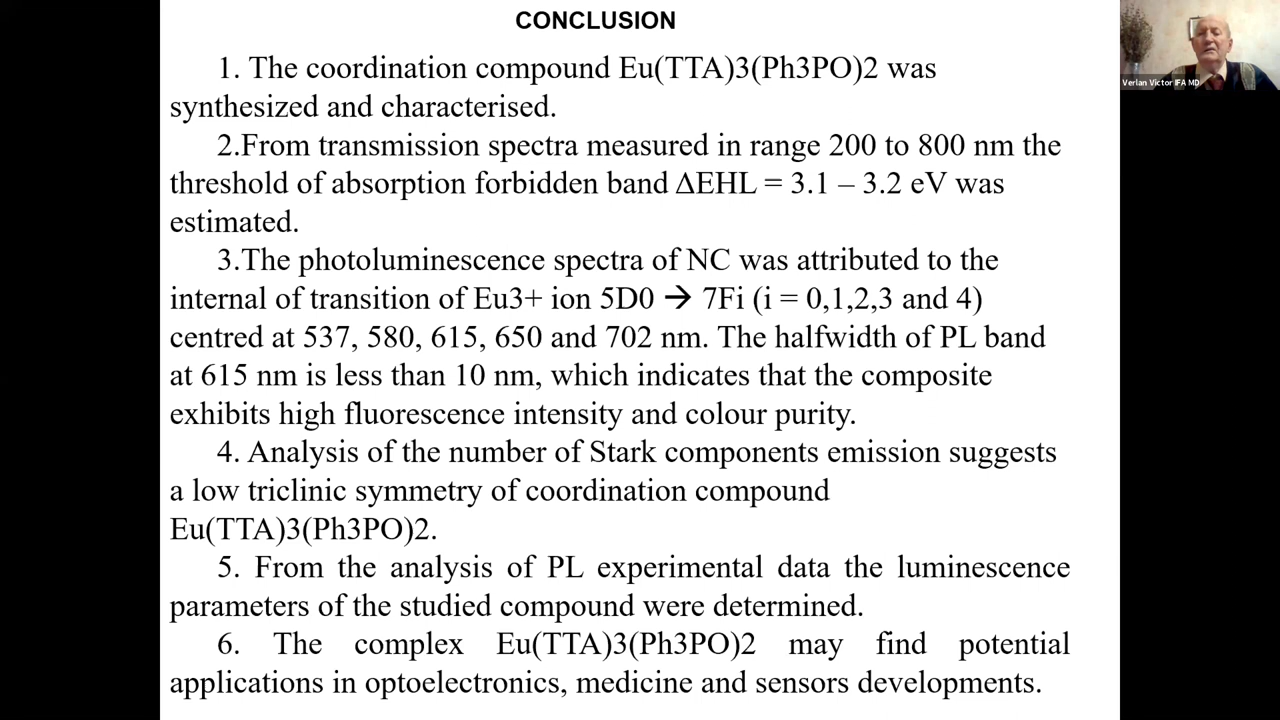 CONCLUSION
1. The coordination compound Eu(TTA)3(Ph3PO)2 was
synthesized and characterised.
2.From transmission spectra measured in range 200 to 800 nm the
threshold of absorption forbidden band ΔEHL = 3.1 – 3.2 eV was
estimated.
3.The photoluminescence spectra of NC was attributed to the
internal of transition of Eu3+ ion 5D0 → 7Fi (i = 0,1,2,3 and 4)
centred at 537, 580, 615, 650 and 702 nm. The halfwidth of PL band
at 615 nm is less than 10 nm, which indicates that the composite
exhibits high fluorescence intensity and colour purity.
4. Analysis of the number of Stark components emission suggests
a low triclinic symmetry of coordination compound
Eu(TTA)3(Ph3PO)2.
5. From the analysis of PL experimental data the luminescence
parameters of the studied compound were determined.
6. The complex Eu(TTA)3(Ph3PO)2 may find potential
applications in optoelectronics, medicine and sensors developments.
Verlan Victor IFA MD